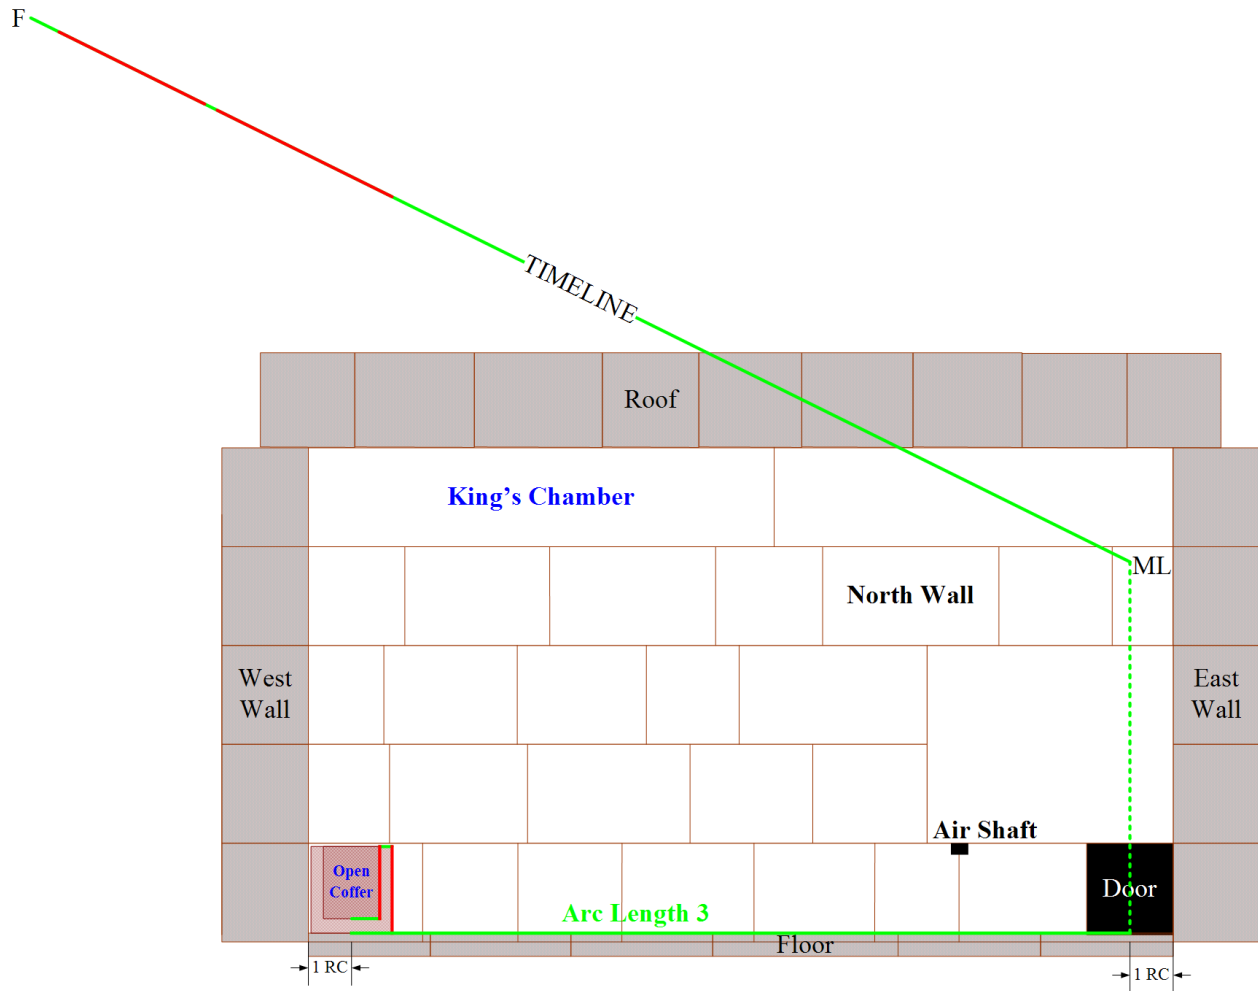 F
TIMELINE
Roof
King's Chamber
ML
North Wall
West
Wall
East
Wall
Air Shaft
Open
Coffer
Door
Arc Length 3
Floor
1 RC
1 RC